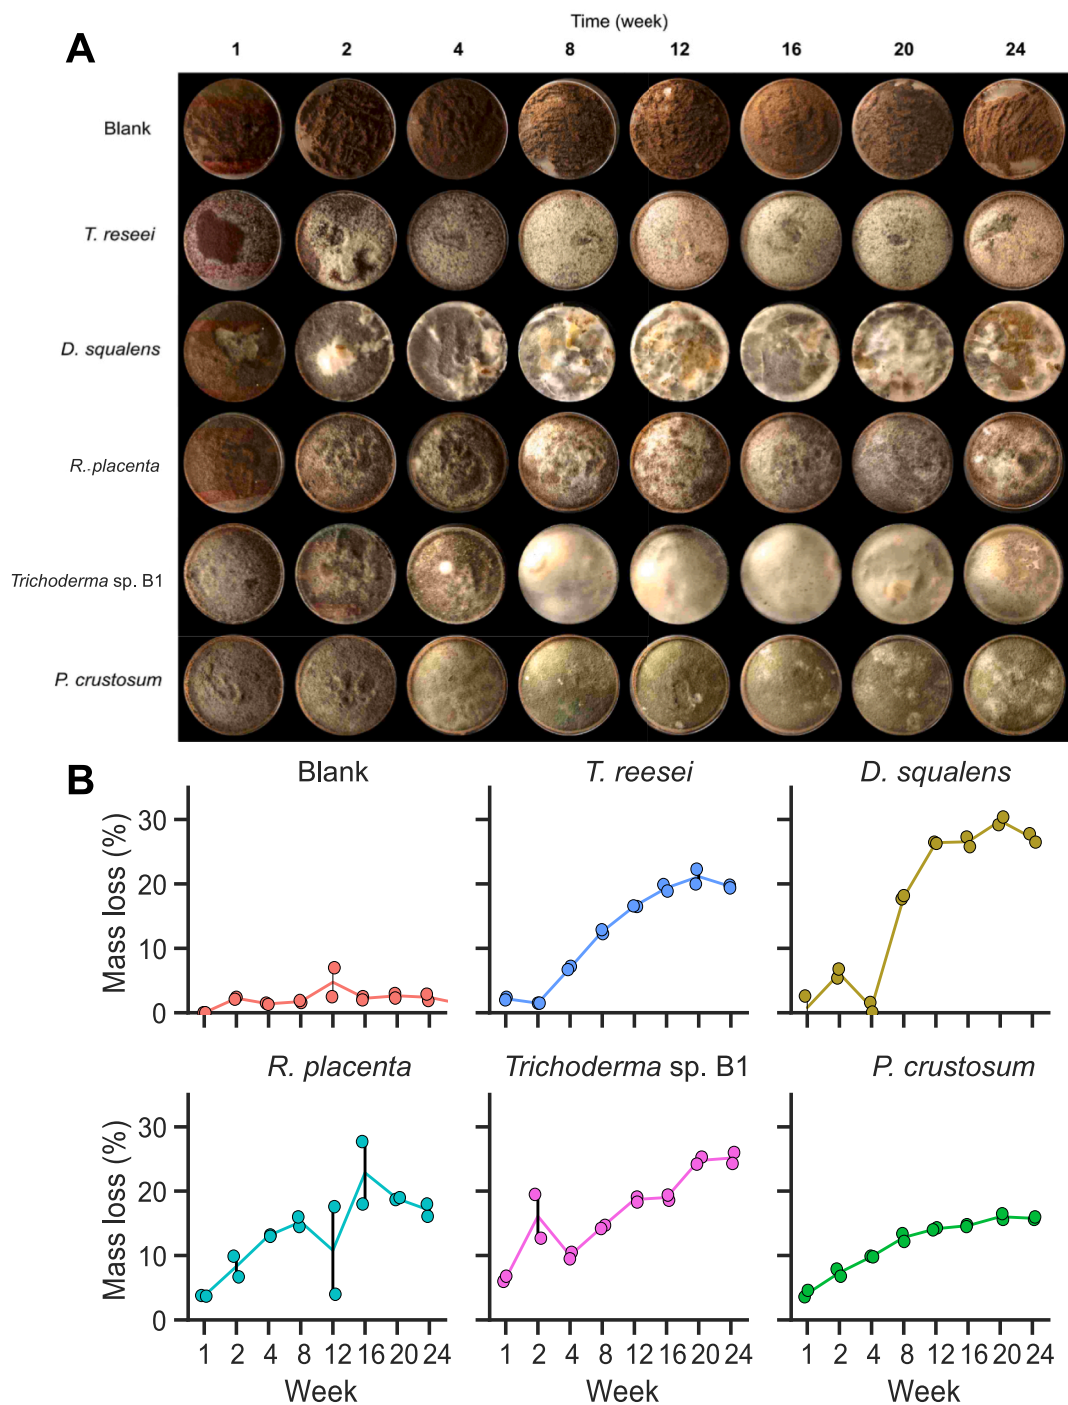 A
Time (week)
1 2 4 8 12 16 20 24
Blank
T. reseei
D. squalens
R. placenta
Trichoderma sp. B1
P. crustosum
B
Blank T. reesei D. squalens
Mass loss (%)
30
20
10
0
R. placenta Trichoderma sp. B1 P. crustosum
Mass loss (%)
30
20
10
0
1 2 4 8 12 16 20 24 1 2 4 8 12 16 20 24 1 2 4 8 12 16 20 24
Week Week Week